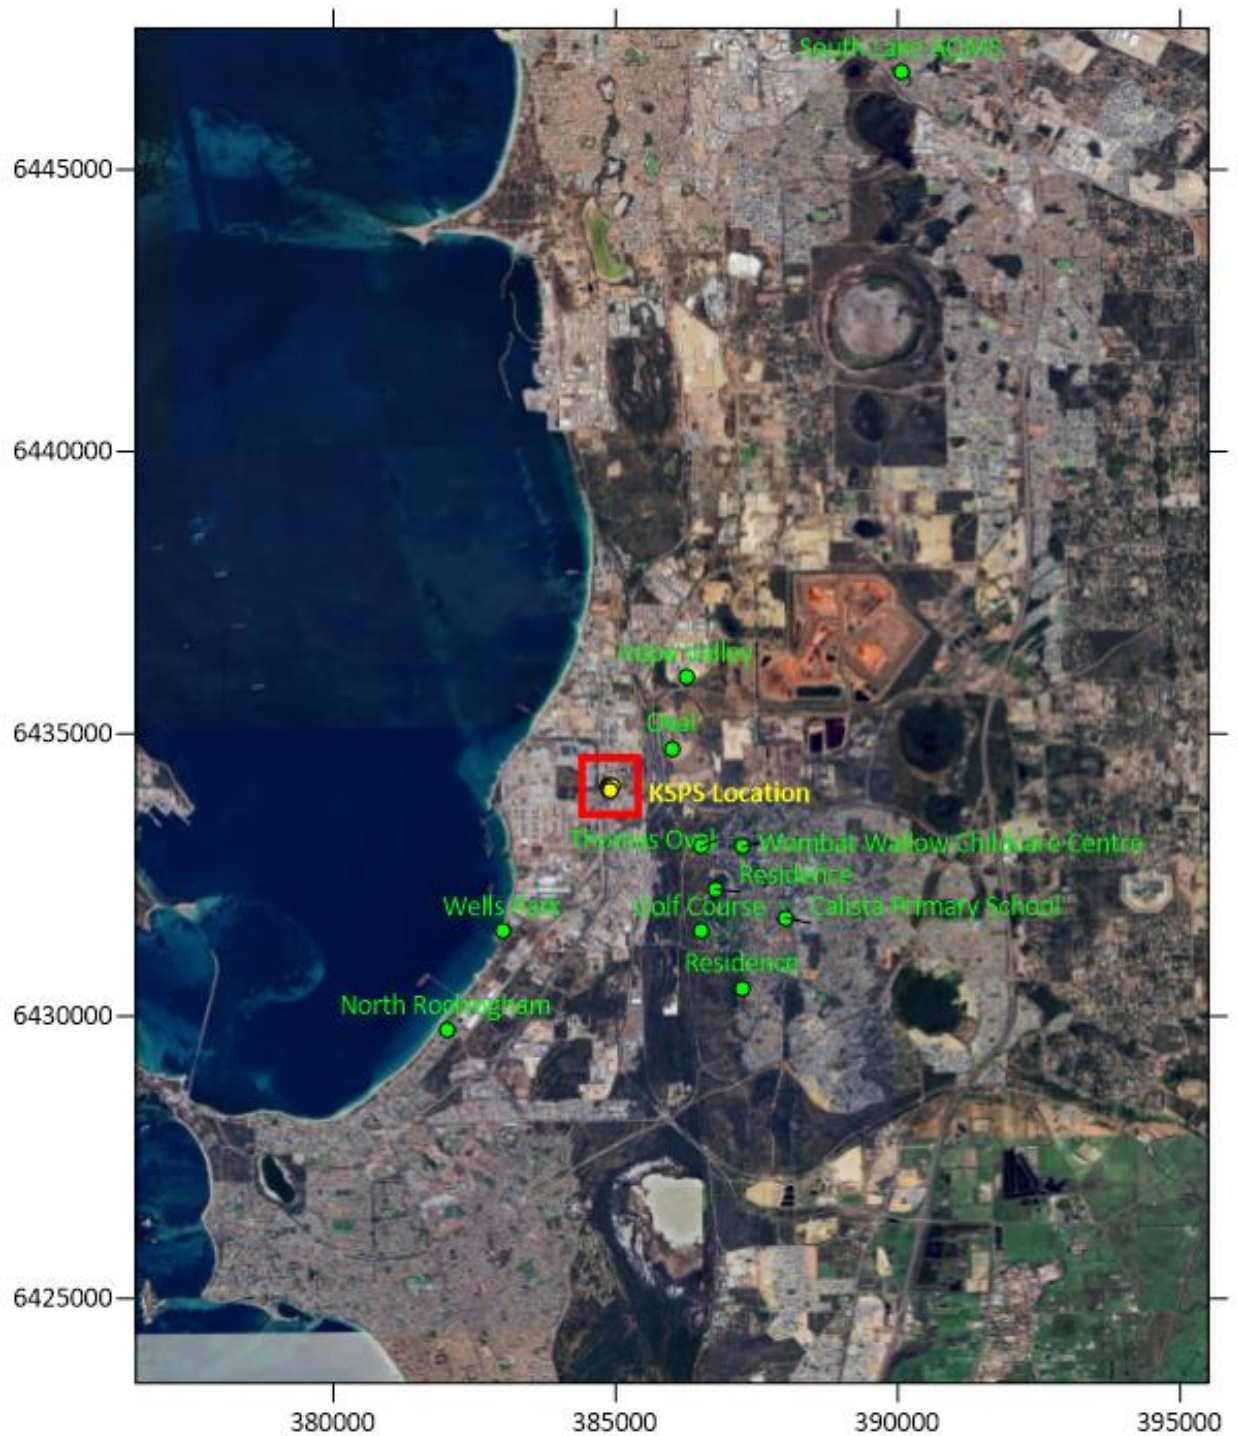 South Lake AQMS
6445000
6440000
Hope Valley
6435000
Oval
KSPS Location
Thomas Oval
Wombat Wallow Childcare Centre
Residence
Wells Park
Golf Course
Calista Primary School
Residence
North Rockingham
6430000
6425000
380000
385000
390000
395000